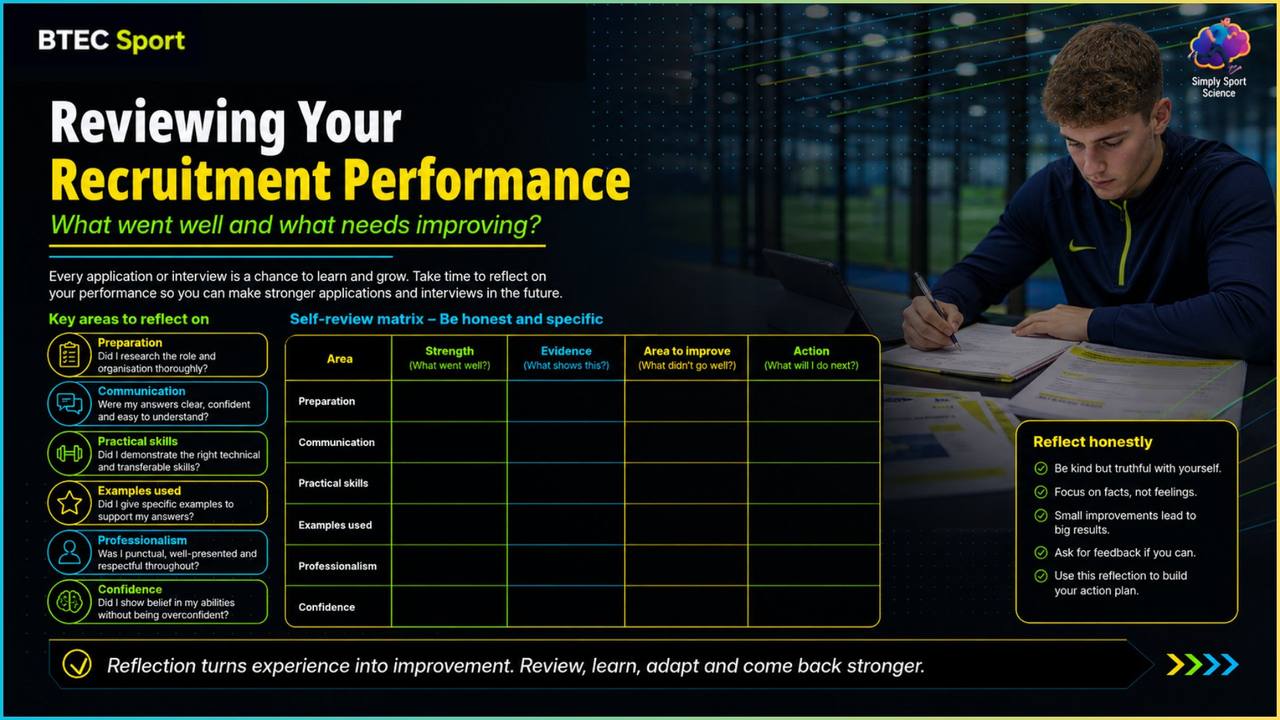 BTEC Sport
Simply Sport
Science
Reviewing Your
Recruitment Performance
What went well and what needs improving?
Every application or interview is a chance to learn and grow. Take time to reflect on
your performance so you can make stronger applications and interviews in the future.
Key areas to reflect on
Preparation
Did I research the role and
organisation thoroughly?
Communication
Were my answers clear, confident
and easy to understand?
Practical skills
Did I demonstrate the right technical
and transferable skills?
Examples used
Did I give specific examples to
support my answers?
Professionalism
Was I punctual, well-presented and
respectful throughout?
Confidence
Did I show belief in my abilities
without being overconfident?
Self-review matrix – Be honest and specific
Area
Strength
(What went well?)
Evidence
(What shows this?)
Area to improve
(What didn't go well?)
Action
(What will I do next?)
Preparation
Communication
Practical skills
Examples used
Professionalism
Confidence
Reflect honestly
Be kind but truthful with yourself.
Focus on facts, not feelings.
Small improvements lead to
big results.
Ask for feedback if you can.
Use this reflection to build
your action plan.
Reflection turns experience into improvement. Review, learn, adapt and come back stronger.